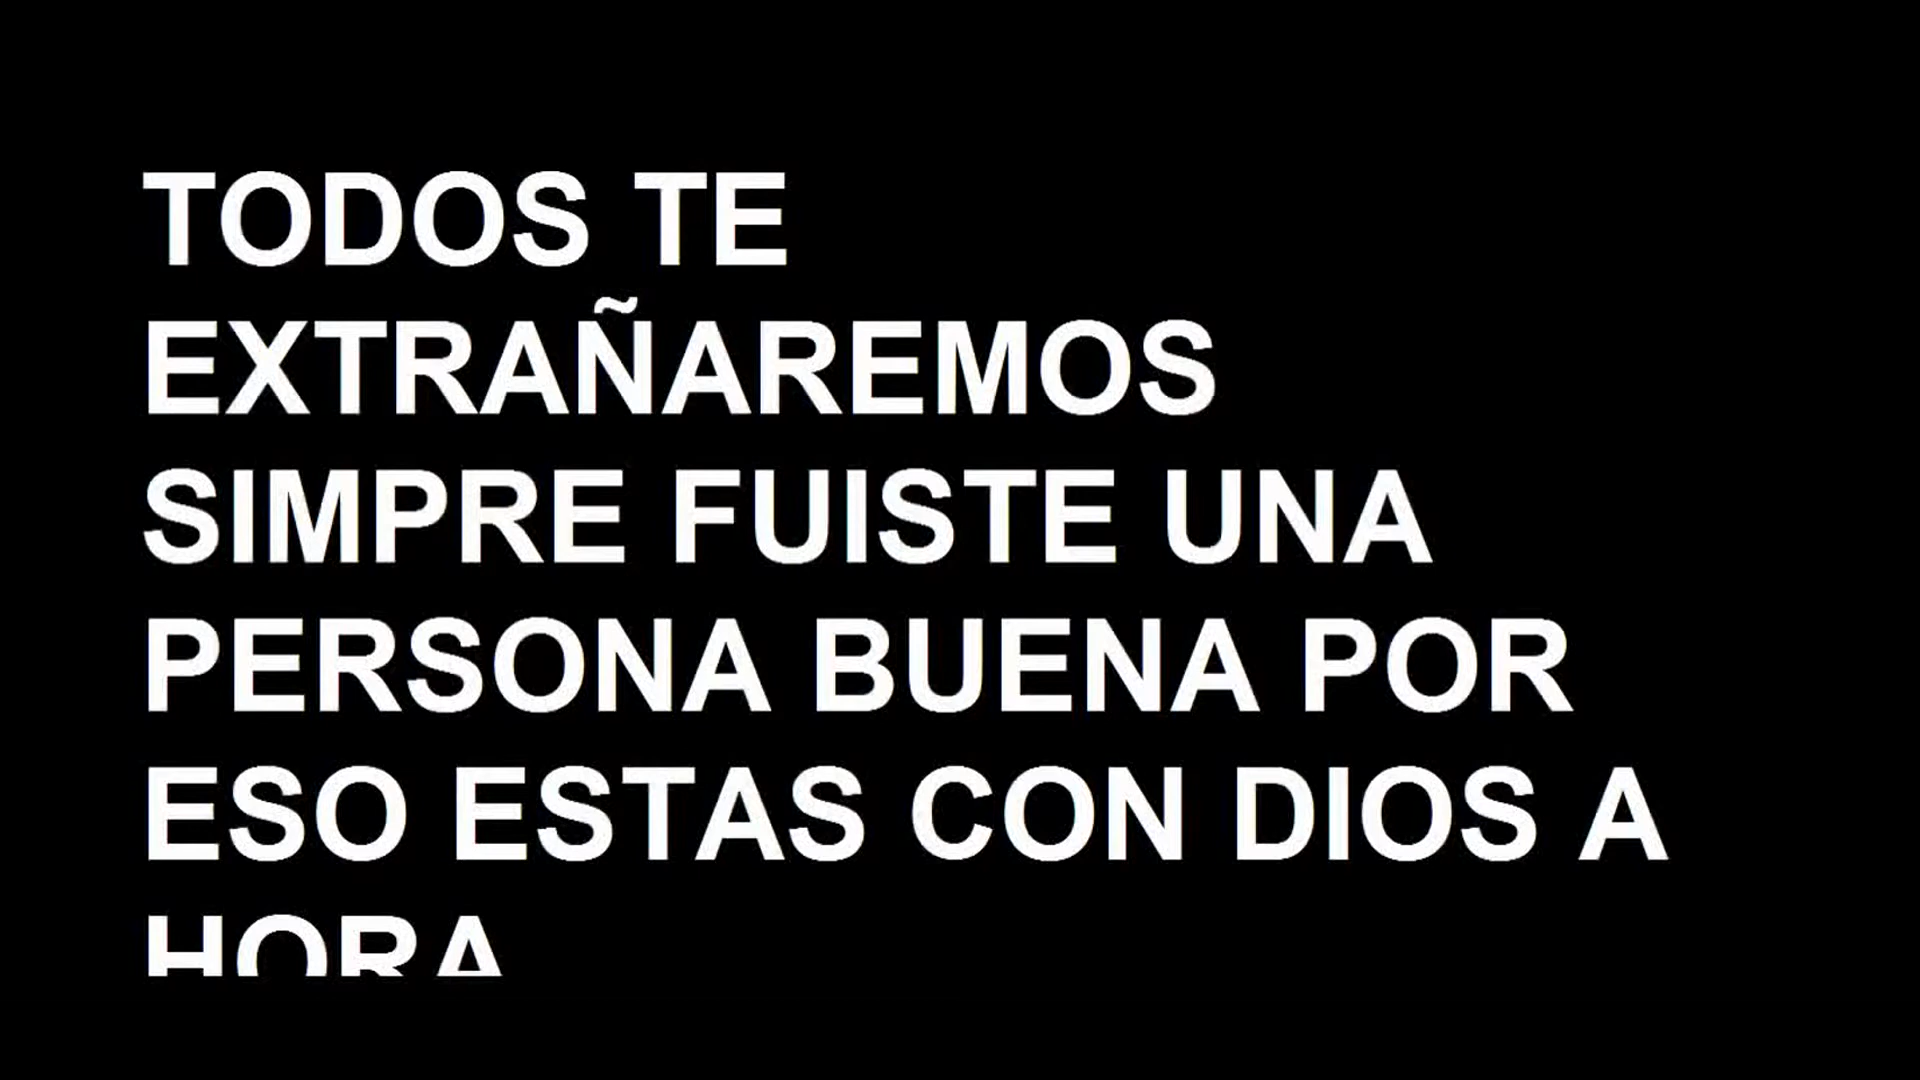 TODOS TE
EXTRAÑAREMOS
SIMPRE FUISTE UNA
PERSONA BUENA POR
ESO ESTAS CON DIOS A
HORA